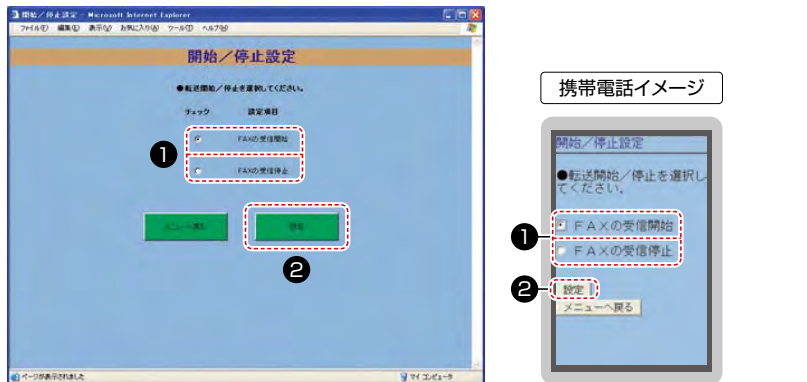 開始／停止設定 - Microsoft Internet Explorer
ファイル(F) 編集(E) 表示(V) お気に入り(A) ツール(T) ヘルプ(H)
開始／停止設定
●転送開始／停止を選択してください。
チェック 設定項目
❶
FAXの受信開始
FAXの受信停止
メニューへ戻る 設定
❷
ページが表示されました マイ コンピュータ
携帯電話イメージ
開始／停止設定
●転送開始／停止を選択し
てください。
❶
ＦＡＸの受信開始
ＦＡＸの受信停止
❷
設定
メニューへ戻る